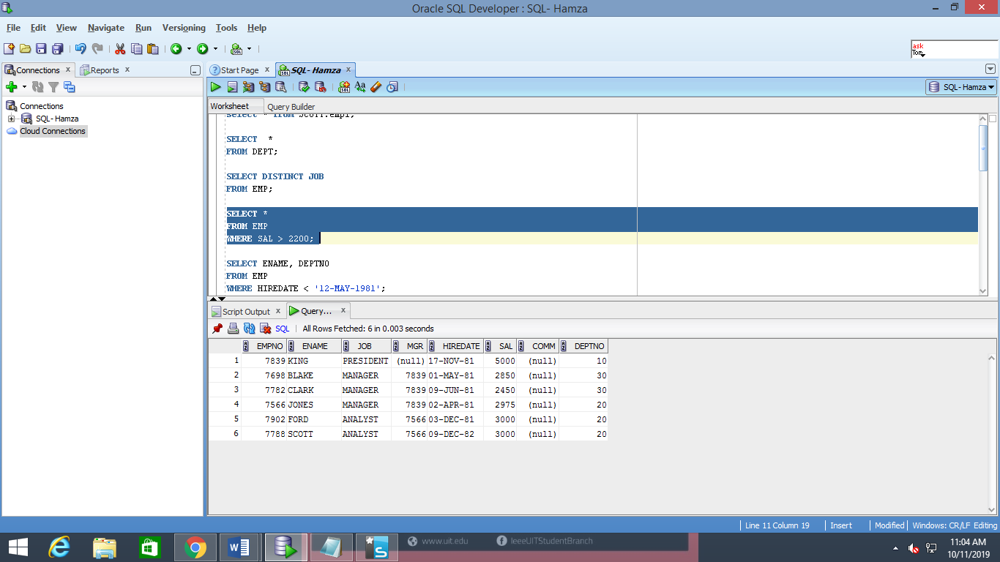 Oracle SQL Developer : SQL- Hamza
File Edit View Navigate Run Versioning Tools Help
ask
Tom
Connections x Reports x
Start Page x SQL- Hamza x
SQL- Hamza
Connections
SQL- Hamza
Cloud Connections
Worksheet Query Builder
select * from Scott.emp1;
SELECT *
FROM DEPT;
SELECT DISTINCT JOB
FROM EMP;
SELECT *
FROM EMP
WHERE SAL > 2200;
SELECT ENAME, DEPTNO
FROM EMP
WHERE HIREDATE < '12-MAY-1981';
Script Output x Query... x
SQL | All Rows Fetched: 6 in 0.003 seconds
EMPNO ENAME JOB MGR HIREDATE SAL COMM DEPTNO
1 7839 KING PRESIDENT (null) 17-NOV-81 5000 (null) 10
2 7698 BLAKE MANAGER 7839 01-MAY-81 2850 (null) 30
3 7782 CLARK MANAGER 7839 09-JUN-81 2450 (null) 30
4 7566 JONES MANAGER 7839 02-APR-81 2975 (null) 20
5 7902 FORD ANALYST 7566 03-DEC-81 3000 (null) 20
6 7788 SCOTT ANALYST 7566 09-DEC-82 3000 (null) 20
Line 11 Column 19 | Insert | Modified | Windows: CR/LF Editing
www.uit.edu IeeeUITStudentBranch
11:04 AM
10/11/2019